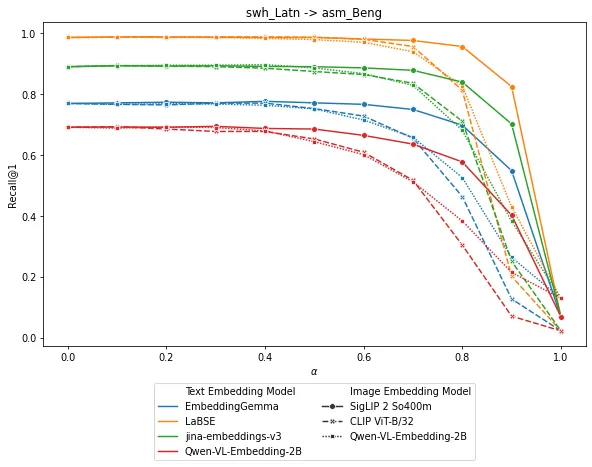 swh_Latn -> asm_Beng
Recall@1
1.0
0.8
0.6
0.4
0.2
0.0
0.0 0.2 0.4 0.6 0.8 1.0
α
Text Embedding Model
EmbeddingGemma
LaBSE
jina-embeddings-v3
Qwen-VL-Embedding-2B
Image Embedding Model
SigLIP 2 So400m
CLIP ViT-B/32
Qwen-VL-Embedding-2B